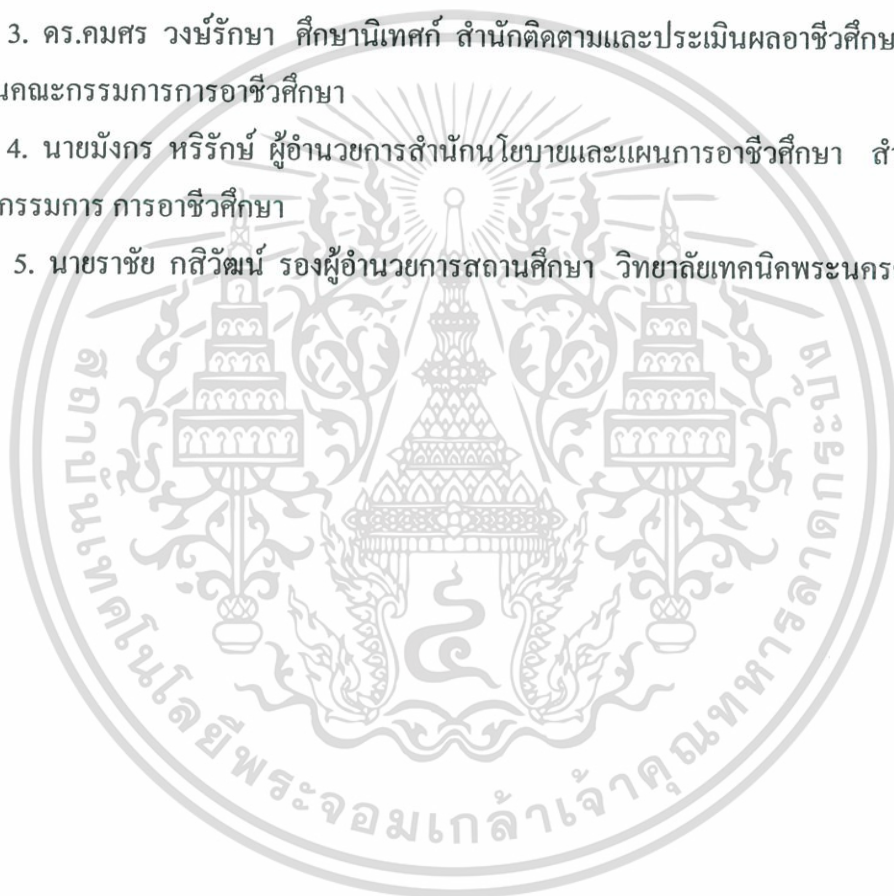 3. ดร.คมศร วงษ์รักษา ศึกษานิเทศก์ สำนักติดตามและประเมินผลอาชีวศึกษ
นคณะกรรมการการอาชีวศึกษา
4. นายมังกร หริรักษ์ ผู้อำนวยการสำนักนโยบายและแผนการอาชีวศึกษา สำ
กรรมการ การอาชีวศึกษา
5. นายราชัย กสิวัฒน์ รองผู้อำนวยการสถานศึกษา วิทยาลัยเทคนิคพระนคร
สถาบันเทคโนโลยีพระจอมเกล้าเจ้าคุณทหารลาดกระบัง